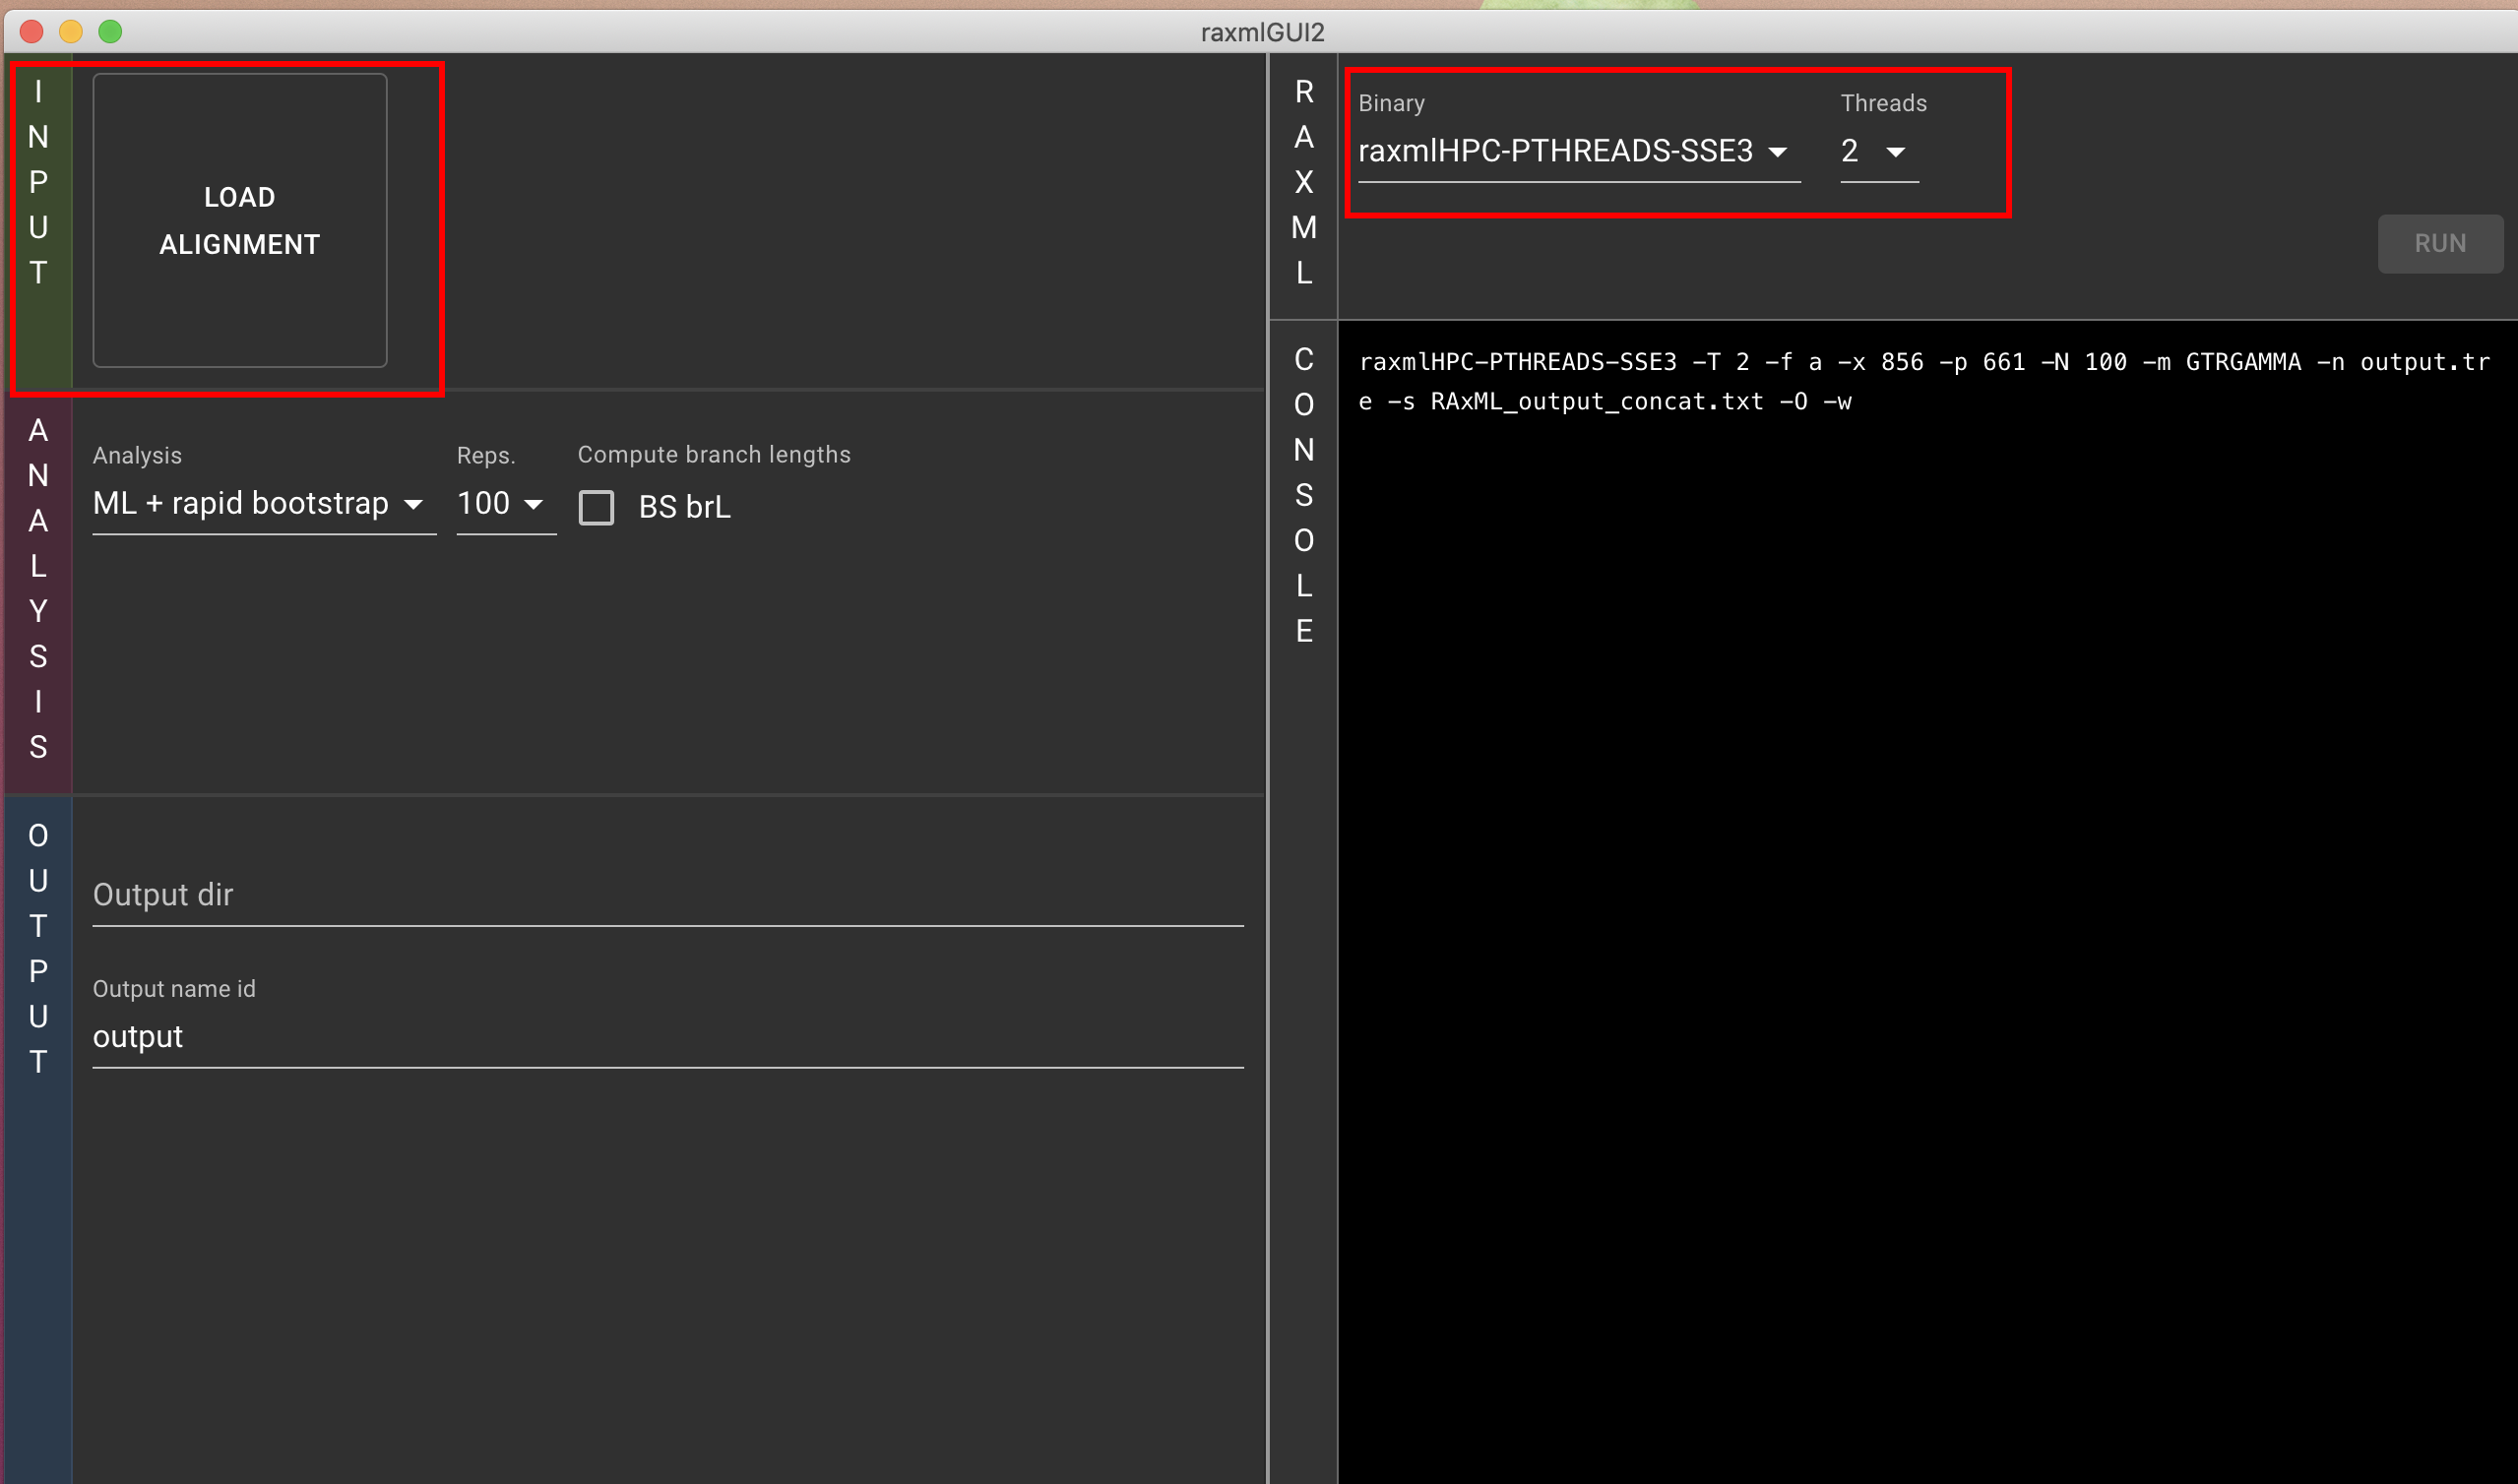 raxmlGUI2
INPUT
LOAD
ALIGNMENT
ANALYSIS
Analysis
ML + rapid bootstrap
Reps.
100
Compute branch lengths
BS brL
OUTPUT
Output dir
Output name id
output
RAXML
Binary
raxmlHPC-PTHREADS-SSE3
Threads
2
RUN
CONSOLE
raxmlHPC-PTHREADS-SSE3 -T 2 -f a -x 856 -p 661 -N 100 -m GTRGAMMA -n output.tr
e -s RAxML_output_concat.txt -O -w